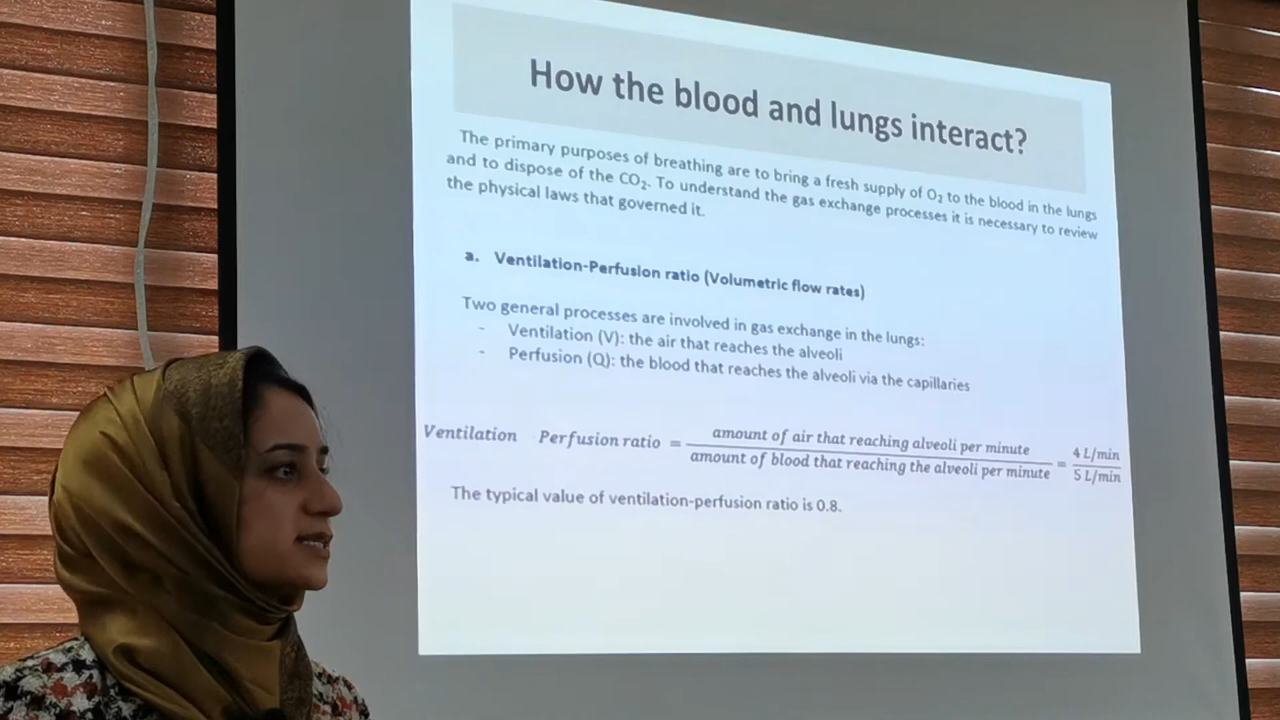 How the blood and lungs interact?
The primary purposes of breathing are to bring a fresh supply of O₂ to the blood in the lungs
and to dispose of the CO₂. To understand the gas exchange processes it is necessary to review
the physical laws that governed it.
a. Ventilation-Perfusion ratio (Volumetric flow rates)
Two general processes are involved in gas exchange in the lungs:
- Ventilation (V): the air that reaches the alveoli
- Perfusion (Q): the blood that reaches the alveoli via the capillaries
Ventilation Perfusion ratio = amount of air that reaching alveoli per minute / amount of blood that reaching the alveoli per minute = 4 L/min / 5 L/min
The typical value of ventilation-perfusion ratio is 0.8.